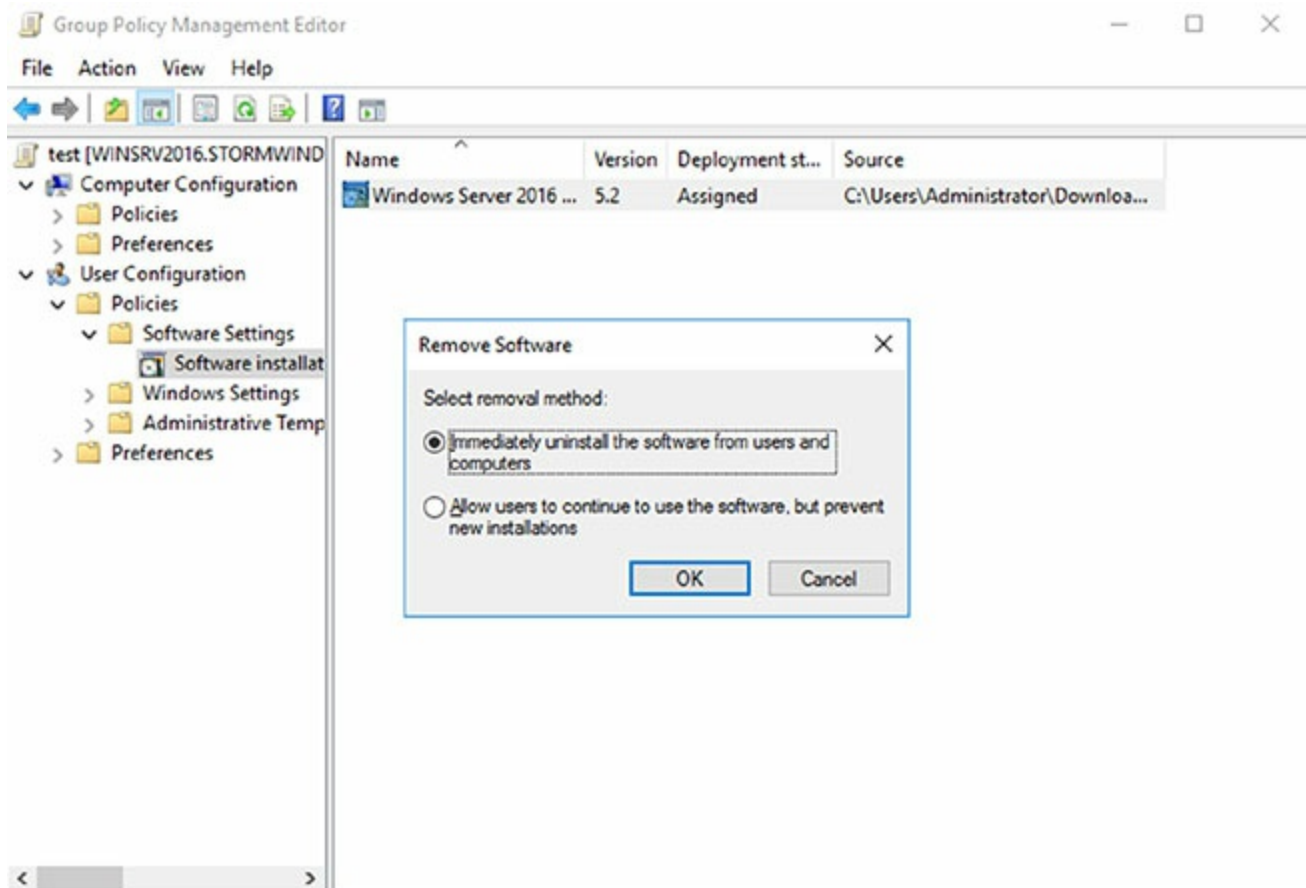 Group Policy Management Editor
File Action View Help
test [WINSRV2016.STORMWIND
Computer Configuration
Policies
Preferences
User Configuration
Policies
Software Settings
Software installat
Windows Settings
Administrative Temp
Preferences
Name Version Deployment st... Source
Windows Server 2016 ... 5.2 Assigned C:\Users\Administrator\Downloa...
Remove Software
Select removal method:
Immediately uninstall the software from users and
computers
Allow users to continue to use the software, but prevent
new installations
OK Cancel